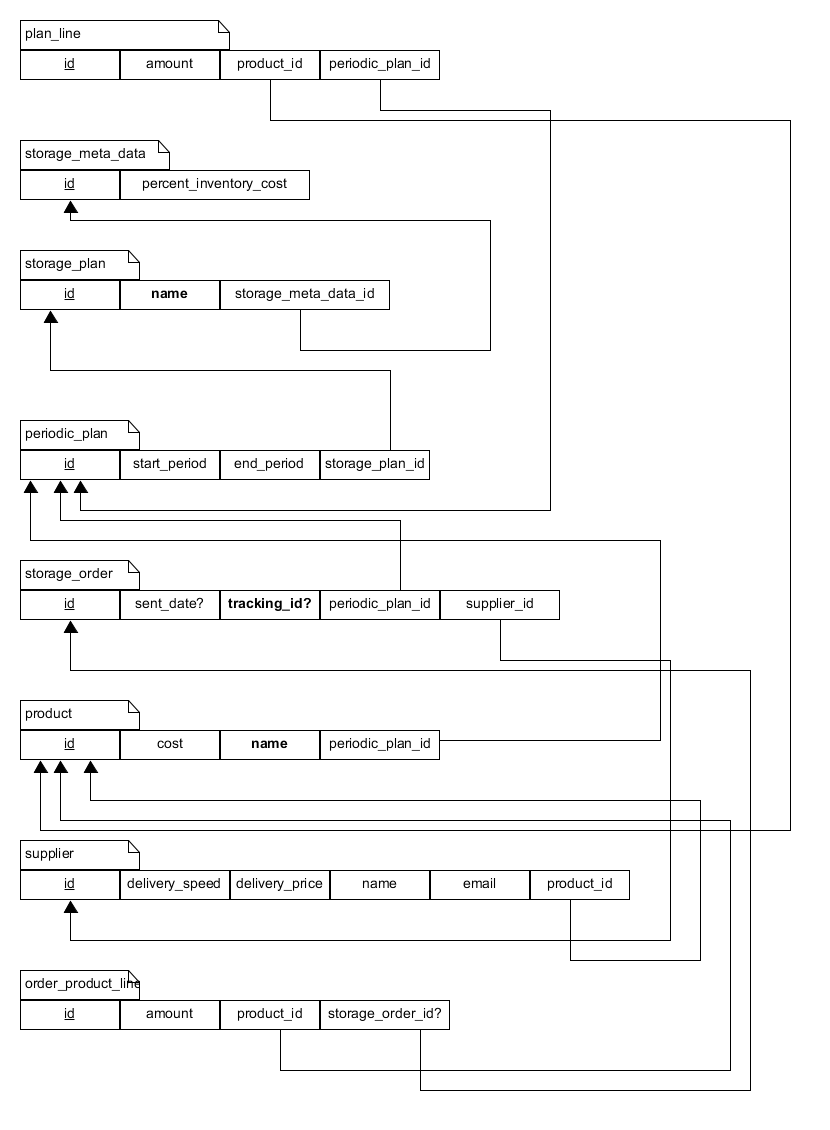 plan_line
id amount product_id periodic_plan_id
storage_meta_data
id percent_inventory_cost
storage_plan
id name storage_meta_data_id
periodic_plan
id start_period end_period storage_plan_id
storage_order
id sent_date? tracking_id? periodic_plan_id supplier_id
product
id cost name periodic_plan_id
supplier
id delivery_speed delivery_price name email product_id
order_product_line
id amount product_id storage_order_id?